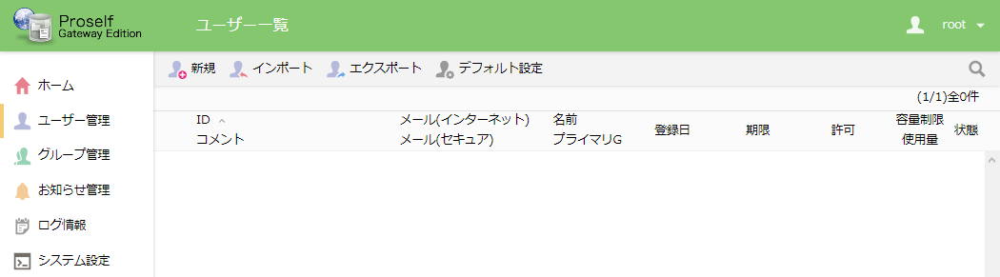 Proself
Gateway Edition
ユーザー一覧
root
ホーム
ユーザー管理
グループ管理
お知らせ管理
ログ情報
システム設定
新規 インポート エクスポート デフォルト設定
(1/1)全0件
ID メール(インターネット) 名前 登録日 期限 許可 容量制限 状態
コメント メール(セキュア) プライマリG 使用量